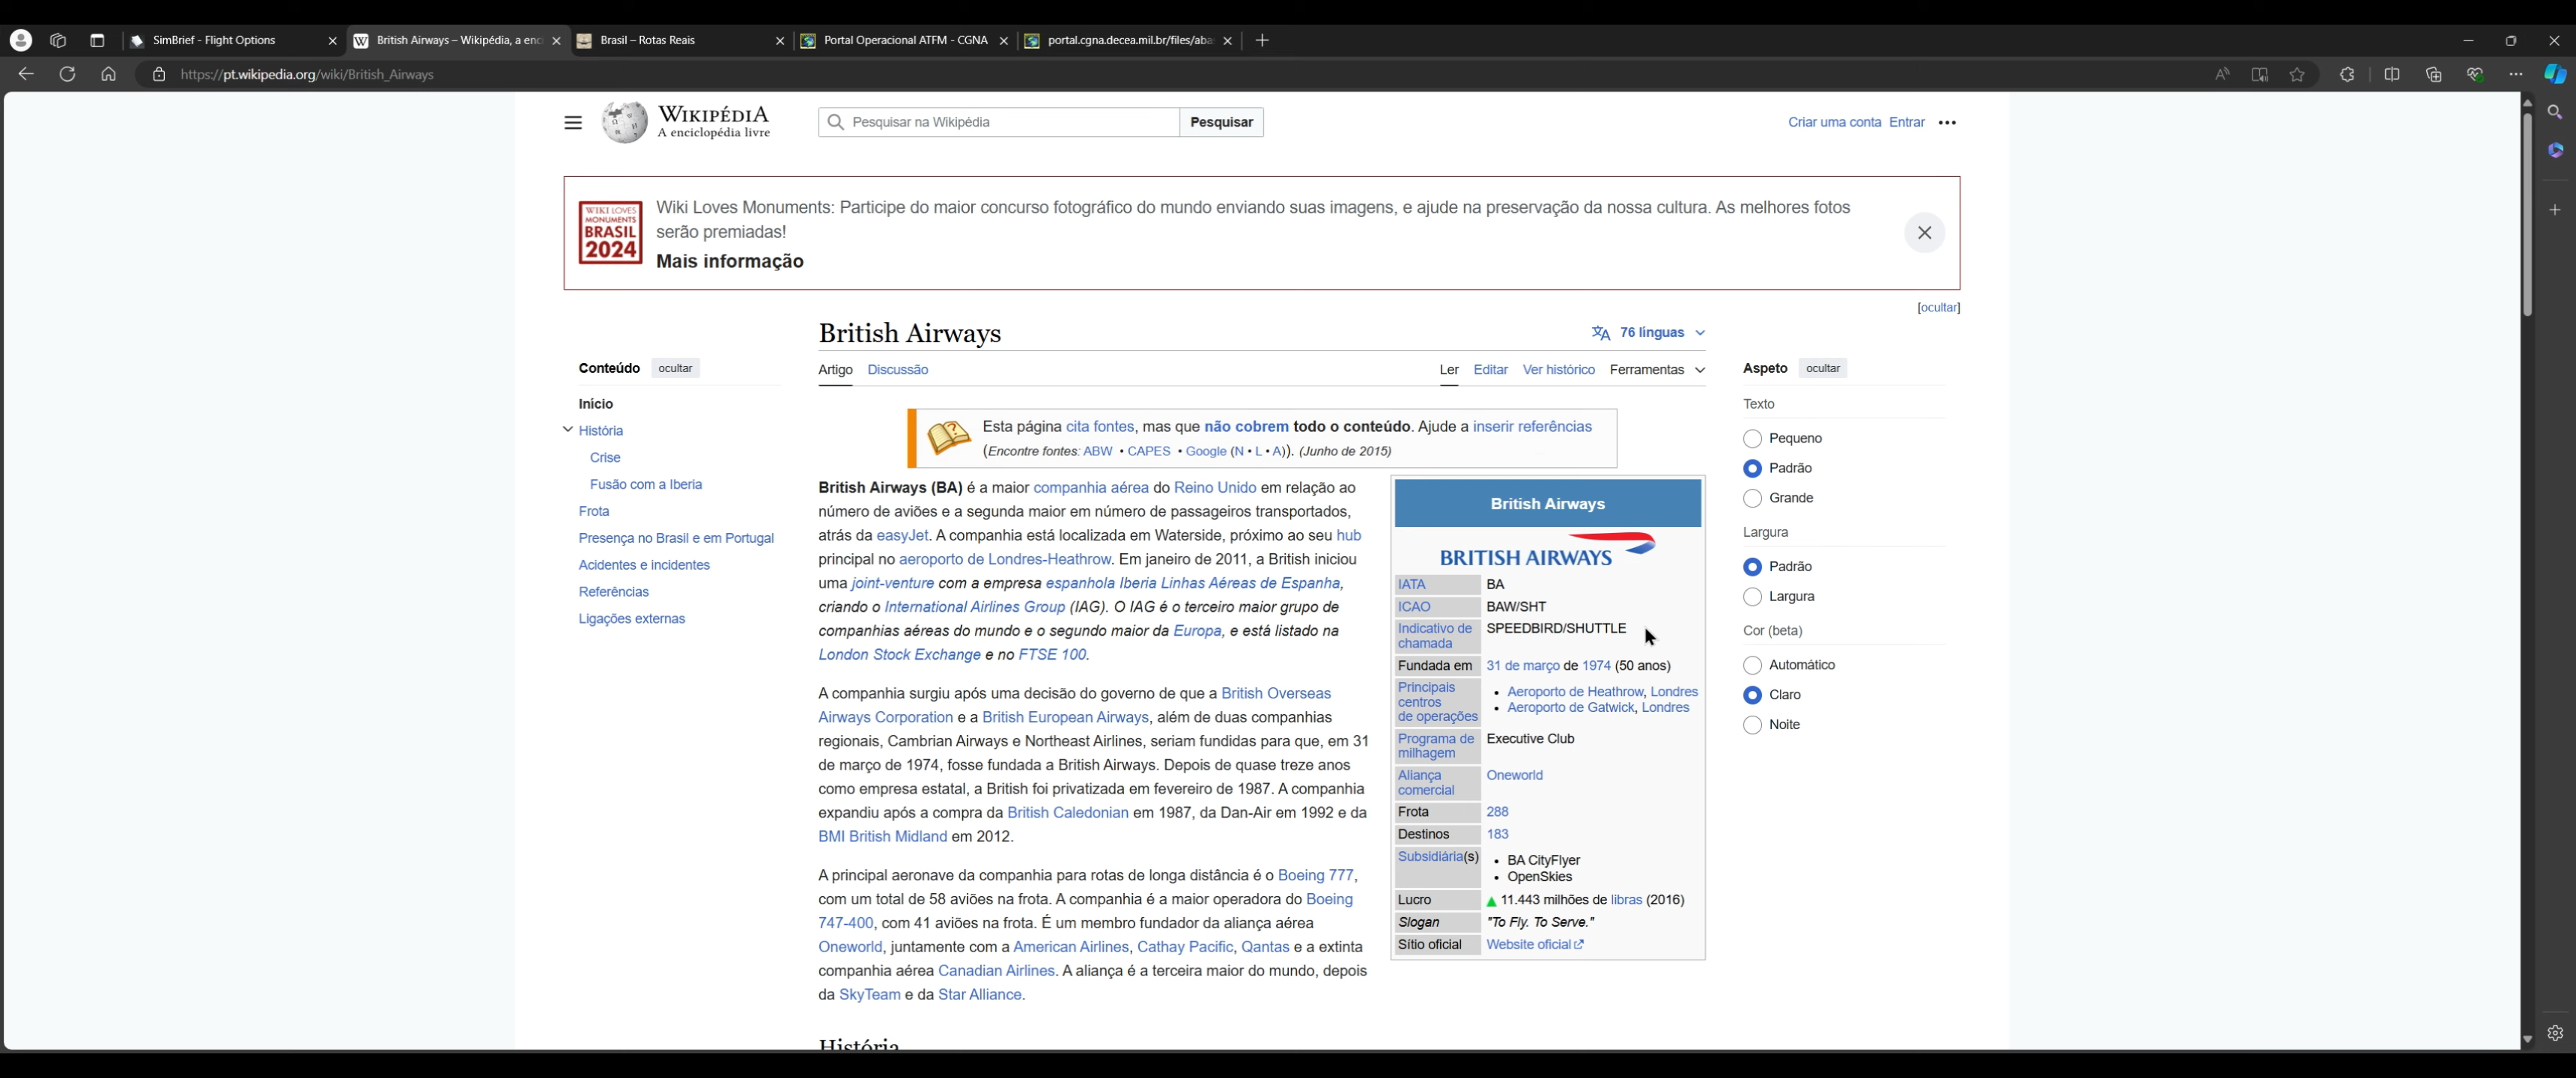 SimBrief - Flight Options
British Airways – Wikipédia, a enc
Brasil – Rotas Reais
Portal Operacional ATFM - CGNA
portal.cgna.decea.mil.br/files/aba
https://pt.wikipedia.org/wiki/British_Airways
WIKIPÉDIA
A enciclopédia livre
Pesquisar na Wikipédia
Pesquisar
Criar uma conta Entrar
WIKI LOVES
MONUMENTS
BRASIL
2024
Wiki Loves Monuments: Participe do maior concurso fotográfico do mundo enviando suas imagens, e ajude na preservação da nossa cultura. As melhores fotos
serão premiadas!
Mais informação
[ocultar]
British Airways
76 línguas
Artigo Discussão
Ler Editar Ver histórico Ferramentas
Conteúdo ocultar
Início
História
Crise
Fusão com a Iberia
Frota
Presença no Brasil e em Portugal
Acidentes e incidentes
Referências
Ligações externas
Esta página cita fontes, mas que não cobrem todo o conteúdo. Ajude a inserir referências
(Encontre fontes: ABW • CAPES • Google (N • L • A)). (Junho de 2015)
British Airways (BA) é a maior companhia aérea do Reino Unido em relação ao
número de aviões e a segunda maior em número de passageiros transportados,
atrás da easyJet. A companhia está localizada em Waterside, próximo ao seu hub
principal no aeroporto de Londres-Heathrow. Em janeiro de 2011, a British iniciou
uma joint-venture com a empresa espanhola Iberia Linhas Aéreas de Espanha,
criando o International Airlines Group (IAG). O IAG é o terceiro maior grupo de
companhias aéreas do mundo e o segundo maior da Europa, e está listado na
London Stock Exchange e no FTSE 100.
A companhia surgiu após uma decisão do governo de que a British Overseas
Airways Corporation e a British European Airways, além de duas companhias
regionais, Cambrian Airways e Northeast Airlines, seriam fundidas para que, em 31
de março de 1974, fosse fundada a British Airways. Depois de quase treze anos
como empresa estatal, a British foi privatizada em fevereiro de 1987. A companhia
expandiu após a compra da British Caledonian em 1987, da Dan-Air em 1992 e da
BMI British Midland em 2012.
A principal aeronave da companhia para rotas de longa distância é o Boeing 777,
com um total de 58 aviões na frota. A companhia é a maior operadora do Boeing
747-400, com 41 aviões na frota. É um membro fundador da aliança aérea
Oneworld, juntamente com a American Airlines, Cathay Pacific, Qantas e a extinta
companhia aérea Canadian Airlines. A aliança é a terceira maior do mundo, depois
da SkyTeam e da Star Alliance.
História
British Airways
BRITISH AIRWAYS
IATA BA
ICAO BAW/SHT
Indicativo de SPEEDBIRD/SHUTTLE
chamada
Fundada em 31 de março de 1974 (50 anos)
Principais • Aeroporto de Heathrow, Londres
centros • Aeroporto de Gatwick, Londres
de operações
Programa de Executive Club
milhagem
Aliança Oneworld
comercial
Frota 288
Destinos 183
Subsidiária(s) • BA CityFlyer
• OpenSkies
Lucro ▲ 11.443 milhões de libras (2016)
Slogan "To Fly. To Serve."
Sítio oficial Website oficial
Aspeto ocultar
Texto
Pequeno
Padrão
Grande
Largura
Padrão
Largura
Cor (beta)
Automático
Claro
Noite